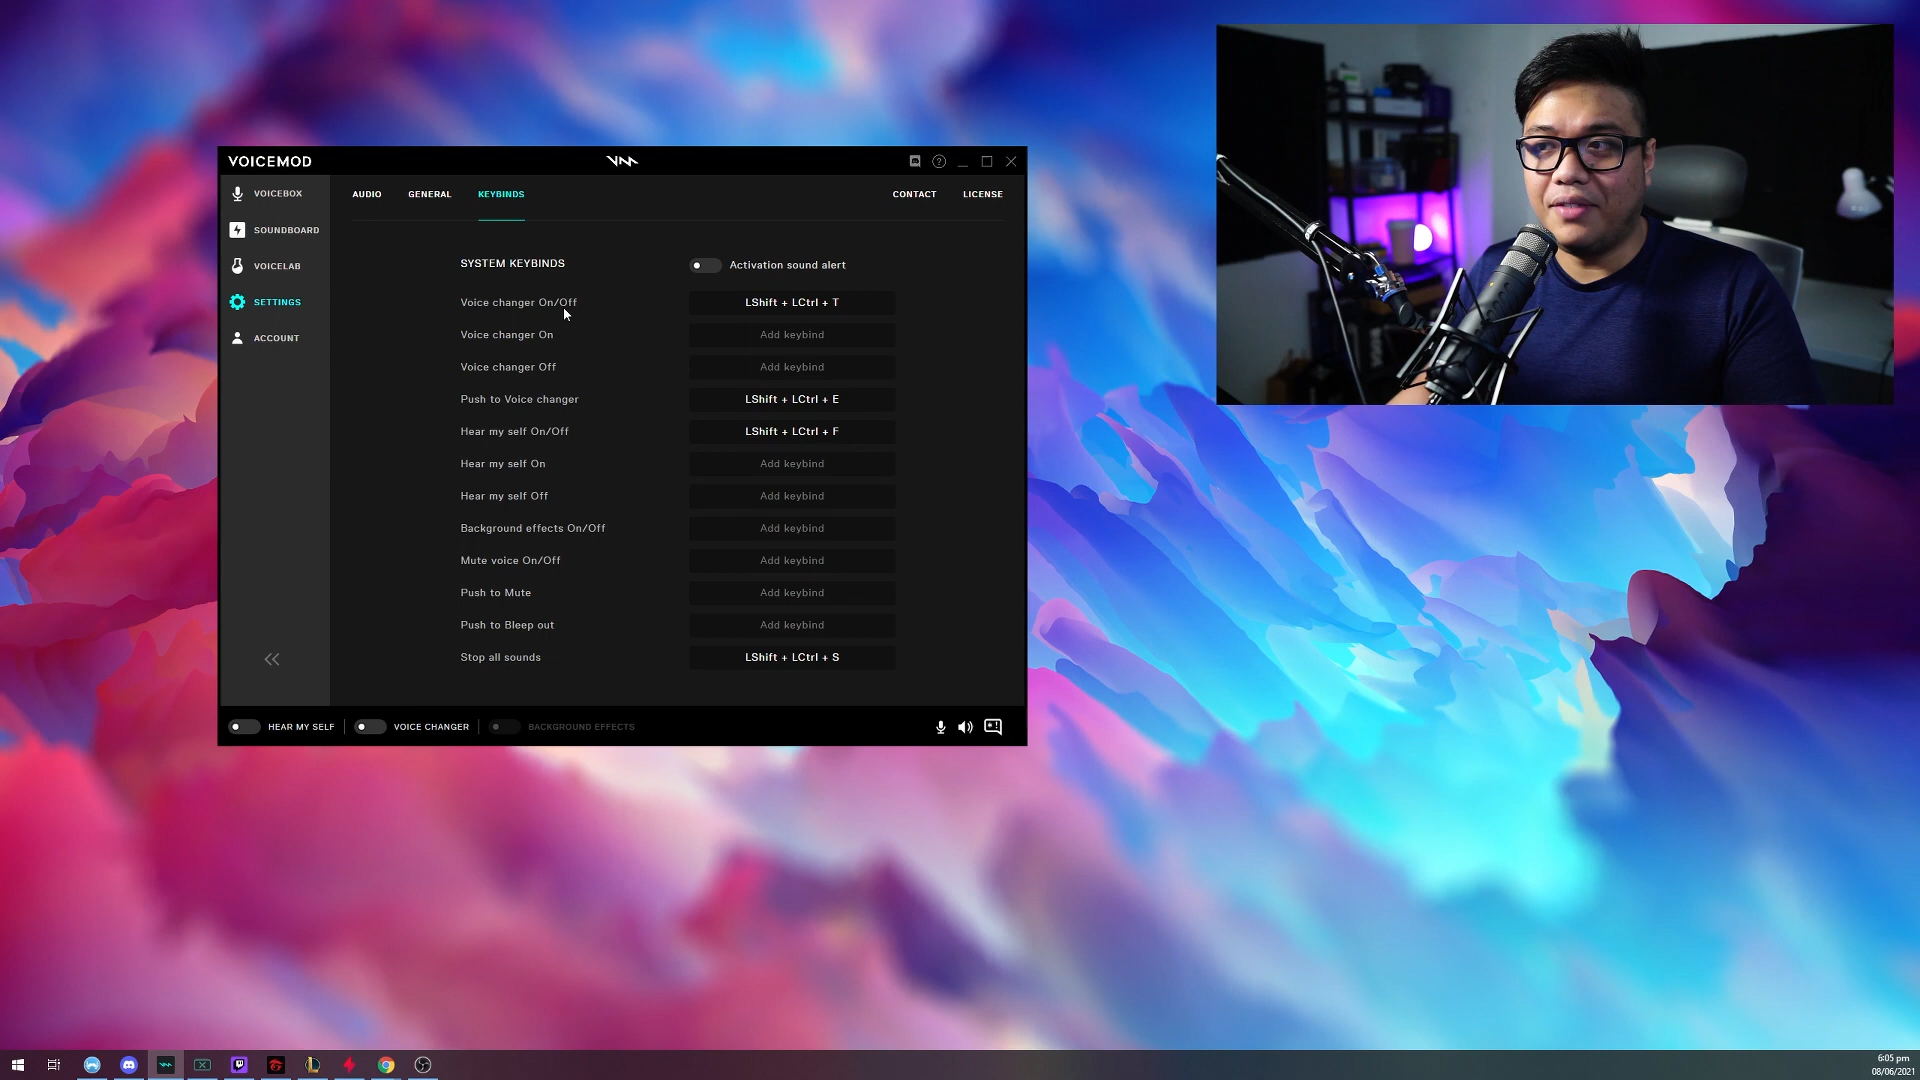 VOICEMOD
VOICEBOX
SOUNDBOARD
VOICELAB
SETTINGS
ACCOUNT
AUDIO GENERAL KEYBINDS CONTACT LICENSE
SYSTEM KEYBINDS Activation sound alert
Voice changer On/Off LShift + LCtrl + T
Voice changer On Add keybind
Voice changer Off Add keybind
Push to Voice changer LShift + LCtrl + E
Hear my self On/Off LShift + LCtrl + F
Hear my self On Add keybind
Hear my self Off Add keybind
Background effects On/Off Add keybind
Mute voice On/Off Add keybind
Push to Mute Add keybind
Push to Bleep out Add keybind
Stop all sounds LShift + LCtrl + S
HEAR MY SELF VOICE CHANGER BACKGROUND EFFECTS
6:05 pm
08/06/2021